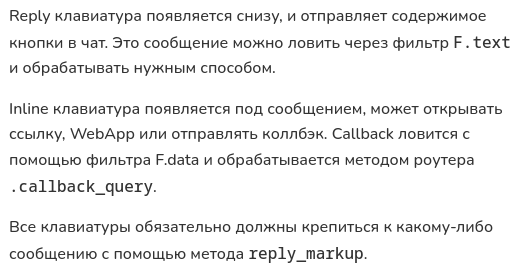 Reply клавиатура появляется снизу, и отправляет содержимое
кнопки в чат. Это сообщение можно ловить через фильтр F.text
и обрабатывать нужным способом.
Inline клавиатура появляется под сообщением, может открывать
ссылку, WebApp или отправлять коллбэк. Callback ловится с
помощью фильтра F.data и обрабатывается методом роутера
.callback_query.
Все клавиатуры обязательно должны крепиться к какому-либо
сообщению с помощью метода reply_markup.